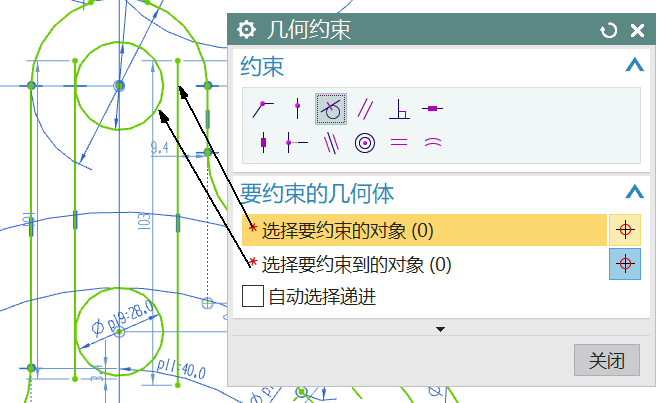 几何约束
约束
9.4
103
要约束的几何体
* 选择要约束的对象 (0)
* 选择要约束到的对象 (0)
自动选择递进
关闭
Φ p19:28.0
p11:40.0